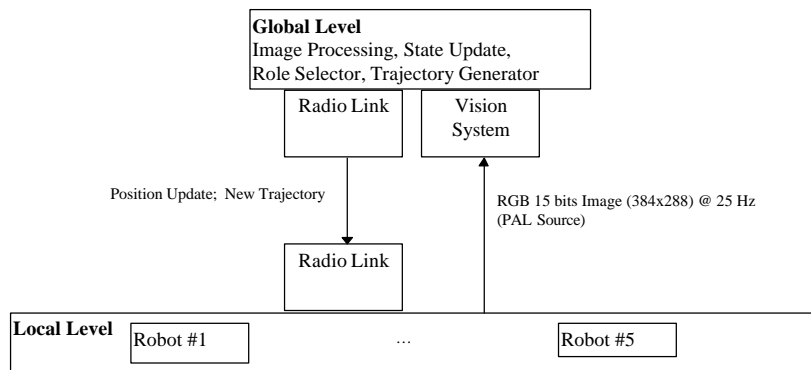 Global Level
Image Processing, State Update,
Role Selector, Trajectory Generator
Radio Link
Vision
System
Position Update;  New Trajectory
RGB 15 bits Image (384x288) @ 25 Hz
(PAL Source)
Radio Link
Local Level
Robot #1
...
Robot #5